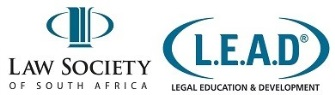 LAW SOCIETY
OF SOUTH AFRICA
L.E.A.D®
LEGAL EDUCATION & DEVELOPMENT